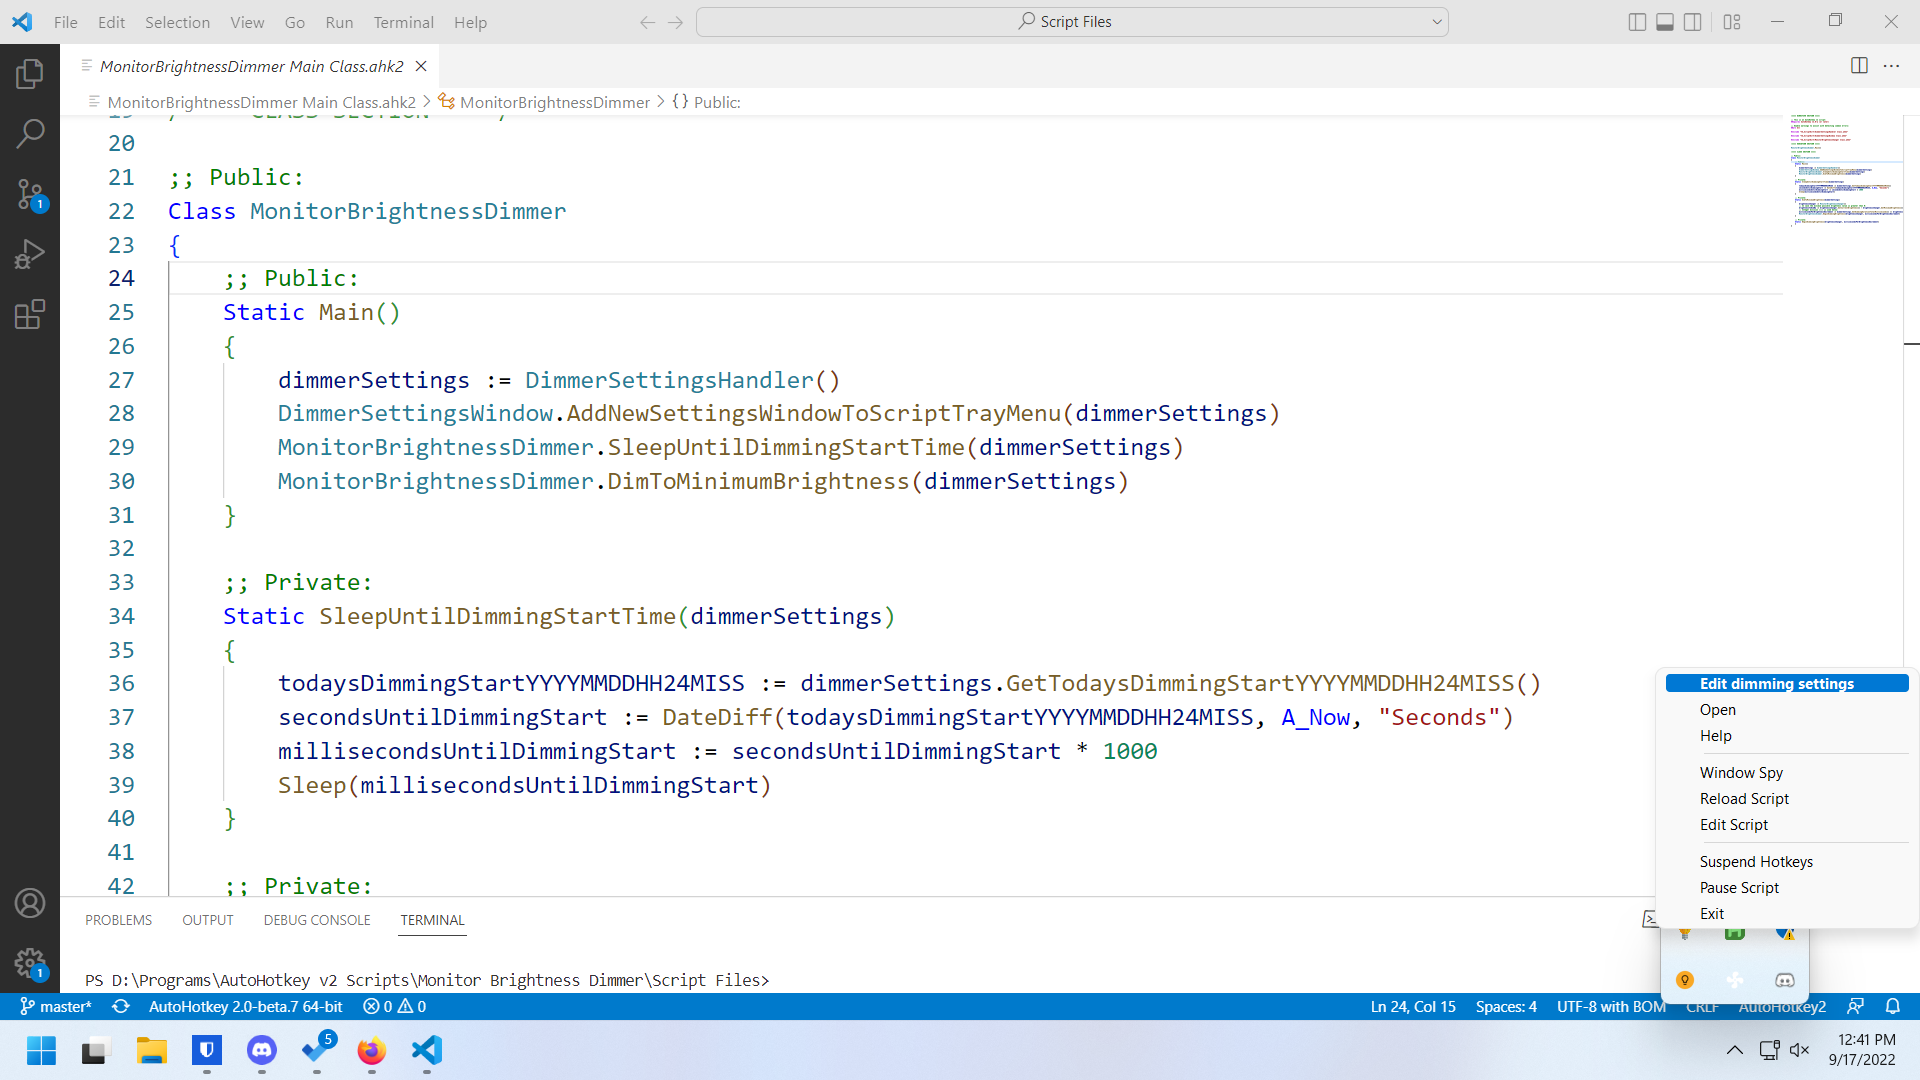 File Edit Selection View Go Run Terminal Help
Script Files
MonitorBrightnessDimmer Main Class.ahk2
MonitorBrightnessDimmer Main Class.ahk2 > MonitorBrightnessDimmer > {} Public:
20
21 ;; Public:
22 Class MonitorBrightnessDimmer
23 {
24 ;; Public:
25 Static Main()
26 {
27 dimmerSettings := DimmerSettingsHandler()
28 DimmerSettingsWindow.AddNewSettingsWindowToScriptTrayMenu(dimmerSettings)
29 MonitorBrightnessDimmer.SleepUntilDimmingStartTime(dimmerSettings)
30 MonitorBrightnessDimmer.DimToMinimumBrightness(dimmerSettings)
31 }
32
33 ;; Private:
34 Static SleepUntilDimmingStartTime(dimmerSettings)
35 {
36 todaysDimmingStartYYYYMMDDHH24MISS := dimmerSettings.GetTodaysDimmingStartYYYYMMDDHH24MISS()
37 secondsUntilDimmingStart := DateDiff(todaysDimmingStartYYYYMMDDHH24MISS, A_Now, "Seconds")
38 millisecondsUntilDimmingStart := secondsUntilDimmingStart * 1000
39 Sleep(millisecondsUntilDimmingStart)
40 }
41
42 ;; Private:
Edit dimming settings
Open
Help
Window Spy
Reload Script
Edit Script
Suspend Hotkeys
Pause Script
Exit
1
1
PROBLEMS OUTPUT DEBUG CONSOLE TERMINAL
PS D:\Programs\AutoHotkey v2 Scripts\Monitor Brightness Dimmer\Script Files>
master* AutoHotkey 2.0-beta.7 64-bit 0 0 Ln 24, Col 15 Spaces: 4 UTF-8 with BOM CRLF AutoHotkey2
5
12:41 PM
9/17/2022